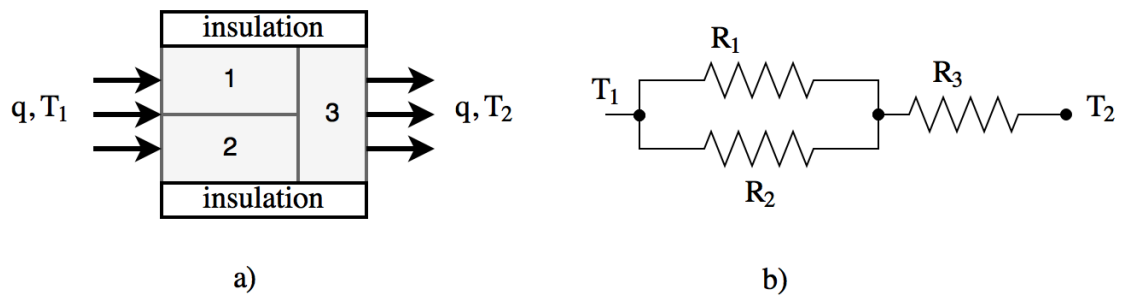 insulation
1
q, T1
2
3
q, T2
insulation
a)
R1
T1
R2
R3
T2
b)